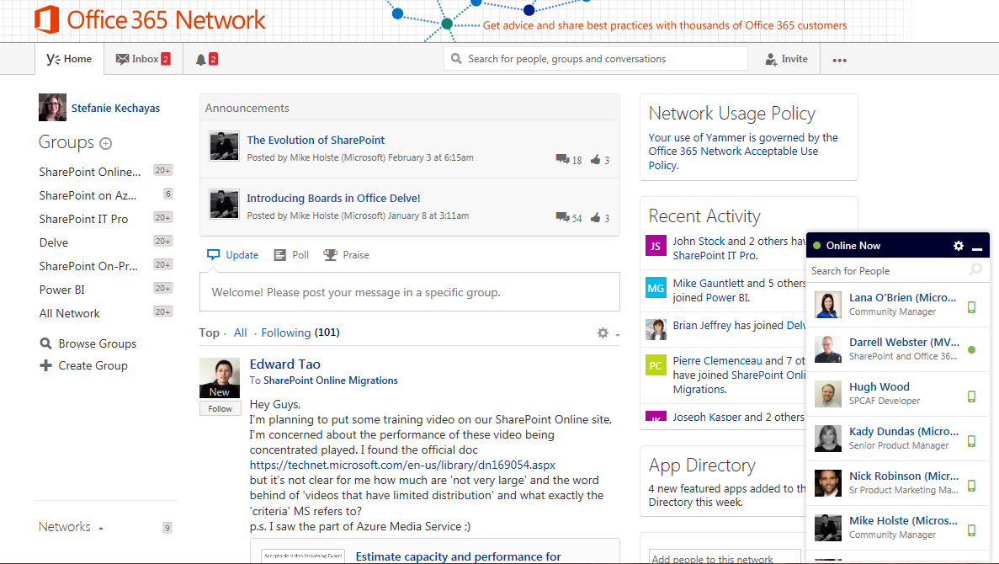 Office 365 Network
Get advice and share best practices with thousands of Office 365 customers
Home
Inbox 2
2
Search for people, groups and conversations
Invite
Stefanie Kechayas
Groups
SharePoint Online... 20+
SharePoint on Az... 6
SharePoint IT Pro 20+
Delve 20+
SharePoint On-Pr... 20+
Power BI 20+
All Network 20+
Browse Groups
Create Group
Networks 9
Announcements
The Evolution of SharePoint
Posted by Mike Holste (Microsoft) February 3 at 6:15am
18 3
Introducing Boards in Office Delve!
Posted by Mike Holste (Microsoft) January 8 at 3:11am
54 3
Update Poll Praise
Welcome! Please post your message in a specific group.
Top · All · Following (101)
New
Follow
Edward Tao
To SharePoint Online Migrations
Hey Guys,
I'm planning to put some training video on our SharePoint Online site,
I'm concerned about the performance of these video being
concentrated played. I found the official doc
https://technet.microsoft.com/en-us/library/dn169054.aspx
but it's not clear for me how much are 'not very large' and the word
behind of 'videos that have limited distribution' and what exactly the
'criteria' MS refers to?
p.s. I saw the part of Azure Media Service ;)
Acceptable Video Streaming Experi
Estimate capacity and performance for
Network Usage Policy
Your use of Yammer is governed by the
Office 365 Network Acceptable Use
Policy.
Recent Activity
JS
John Stock and 2 others hav
SharePoint IT Pro.
MG
Mike Gauntlett and 5 others
joined Power BI.
Brian Jeffrey has joined Delv
PC
Pierre Clemenceau and 7 ot
have joined SharePoint Onli
Migrations.
JK
Joseph Kasper and 2 others
App Directory
4 new featured apps added to th
Directory this week.
Add people to this network
Online Now
Search for People
Lana O'Brien (Micro...
Community Manager
Darrell Webster (MV...
SharePoint and Office 36...
Hugh Wood
SPCAF Developer
Kady Dundas (Micro...
Senior Product Manager
Nick Robinson (Micr...
Sr Product Marketing Ma...
Mike Holste (Micros...
Community Manager